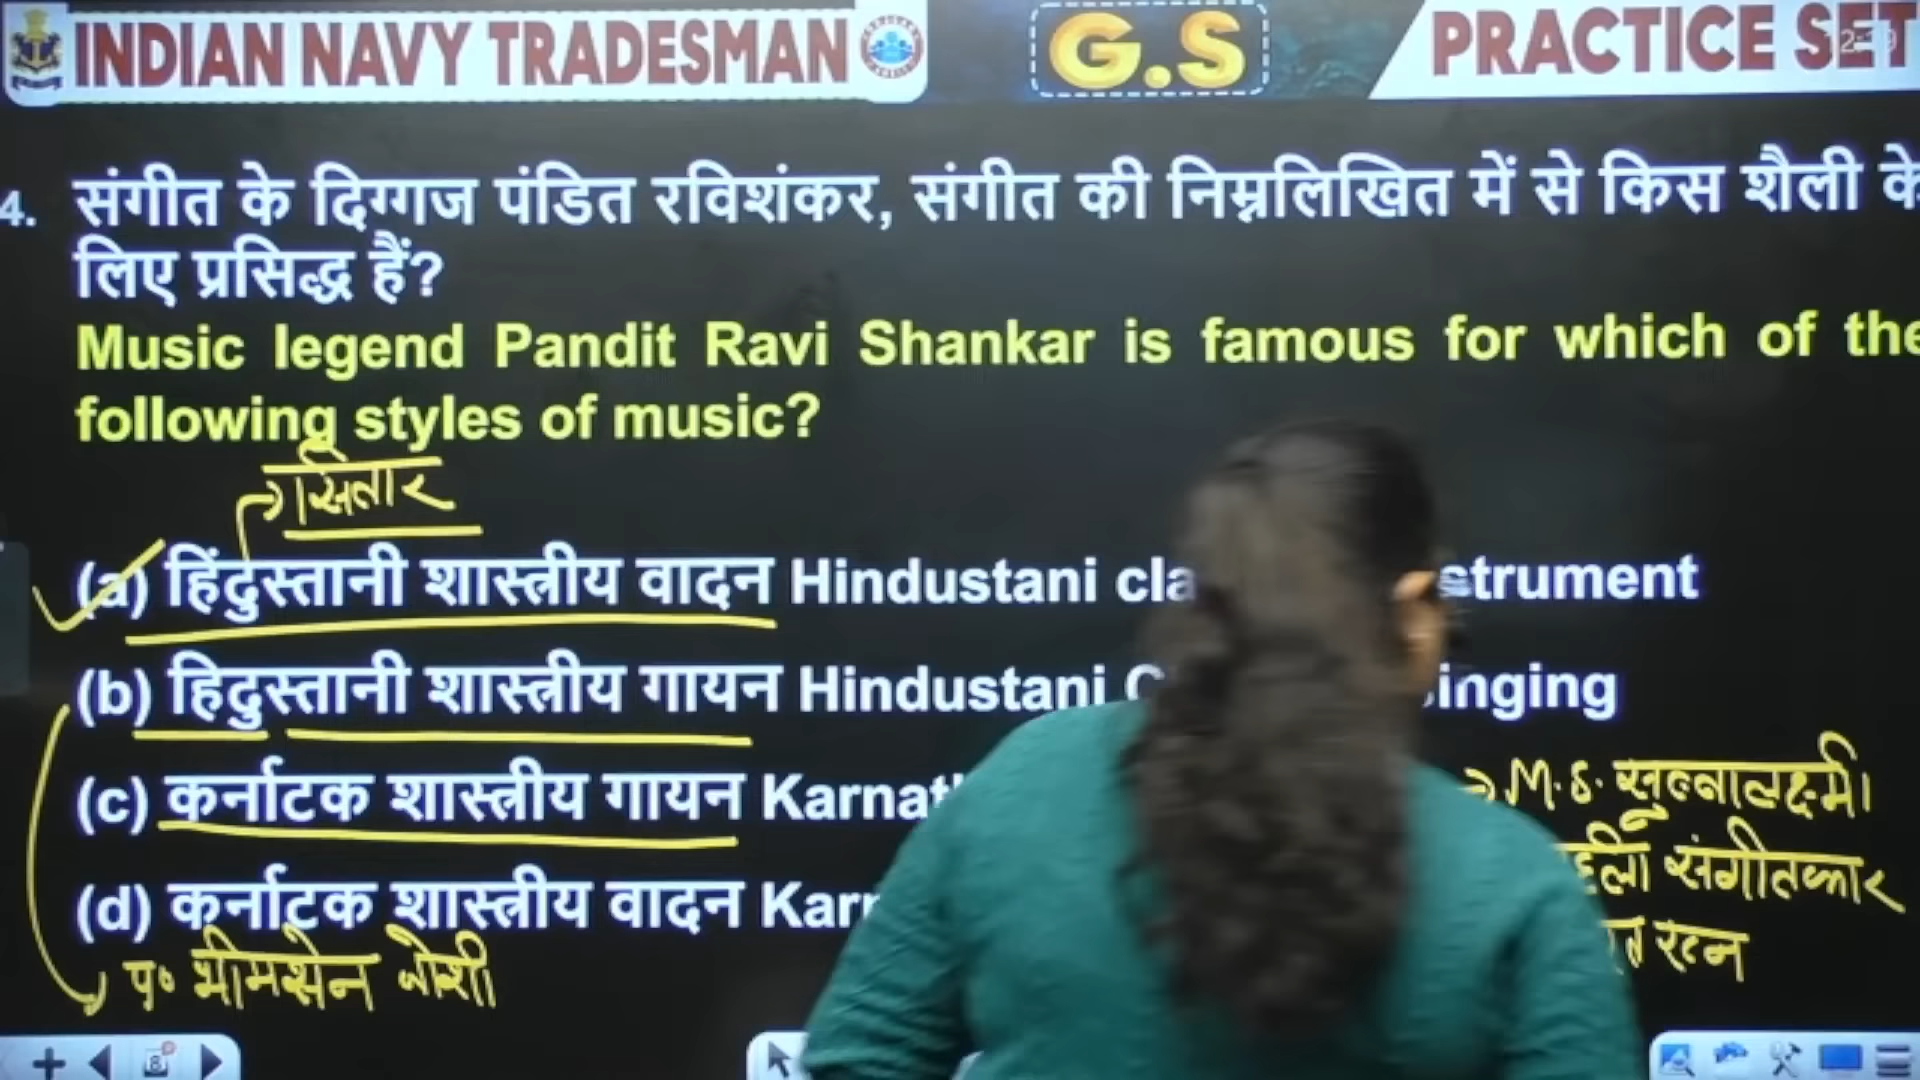 INDIAN NAVY TRADESMAN
G.S
PRACTICE SET
4. संगीत के दिग्गज पंडित रविशंकर, संगीत की निम्नलिखित में से किस शैली के
लिए प्रसिद्ध हैं?
Music legend Pandit Ravi Shankar is famous for which of the
following styles of music?
सितार
(a) हिंदुस्तानी शास्त्रीय वादन Hindustani cla strument
(b) हिदुस्तानी शास्त्रीय गायन Hindustani C inging
(c) कर्नाटक शास्त्रीय गायन Karnat
M.S. सुब्बालक्ष्मी
संगीतकार
(d) कर्नाटक शास्त्रीय वादन Kar
रत्न
पं० भीमसेन जोशी